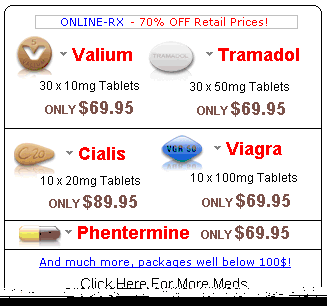 ONLINE-RX - 70% OFF Retail Prices!
Valium Tramadol
30 x 10mg Tablets 30 x 50mg Tablets
ONLY $69.95 ONLY $69.95
Cialis Viagra
10 x 20mg Tablets 10 x 100mg Tablets
ONLY $89.95 ONLY $69.95
Phentermine ONLY $69.95
And much more, packages well below 100$!
Click Here For More Meds
TRAMADOL
VGR 50